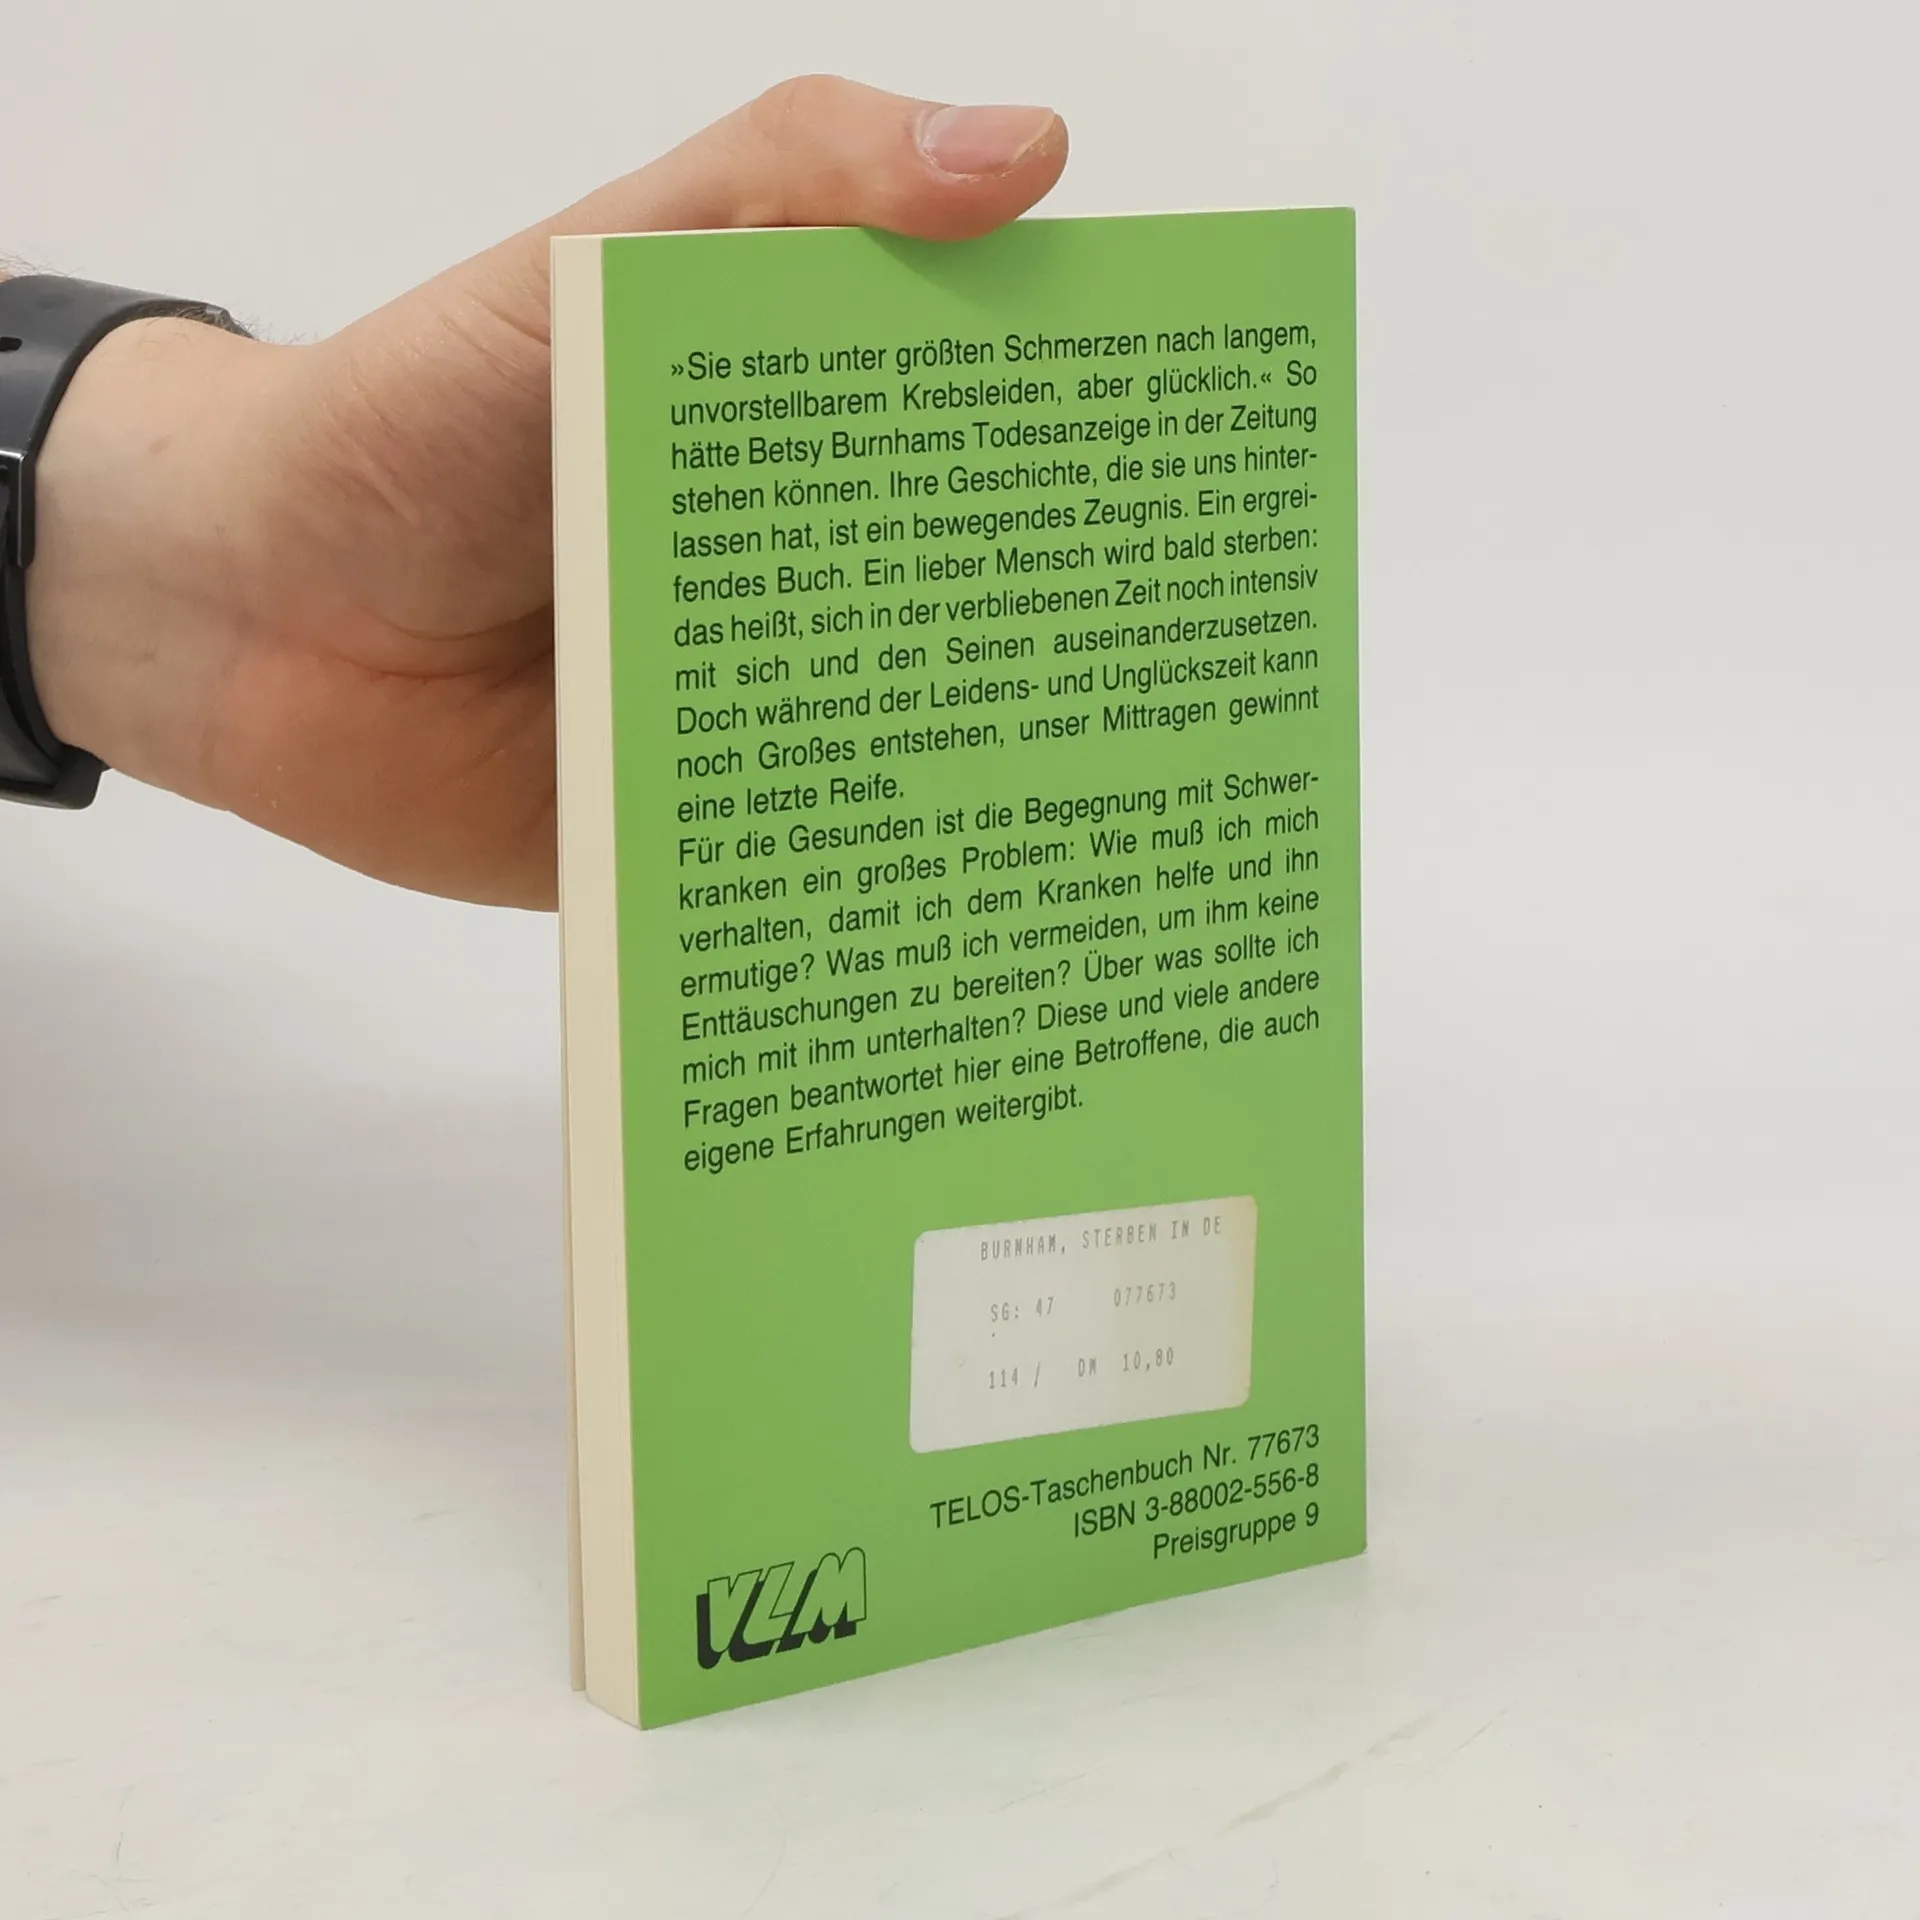 »Sie starb unter größten Schmerzen nach langem,
unvorstellbarem Krebsleiden, aber glücklich.« So
hätte Betsy Burnhams Todesanzeige in der Zeitung
stehen können. Ihre Geschichte, die sie uns hinter-
lassen hat, ist ein bewegendes Zeugnis. Ein ergrei-
fendes Buch. Ein lieber Mensch wird bald sterben:
das heißt, sich in der verbliebenen Zeit noch intensiv
mit sich und den Seinen auseinanderzusetzen.
Doch während der Leidens- und Unglückszeit kann
noch Großes entstehen, unser Mittragen gewinnt
eine letzte Reife.
Für die Gesunden ist die Begegnung mit Schwer-
kranken ein großes Problem: Wie muß ich mich
verhalten, damit ich dem Kranken helfe und ihn
ermutige? Was muß ich vermeiden, um ihm keine
Enttäuschungen zu bereiten? Über was sollte ich
mich mit ihm unterhalten? Diese und viele andere
Fragen beantwortet hier eine Betroffene, die auch
eigene Erfahrungen weitergibt.
BURNHAM, STERBEN IN DE
SG: 47 077673
114 / DM 10,80
TELOS-Taschenbuch Nr. 77673
ISBN 3-88002-556-8
Preisgruppe 9
VLM